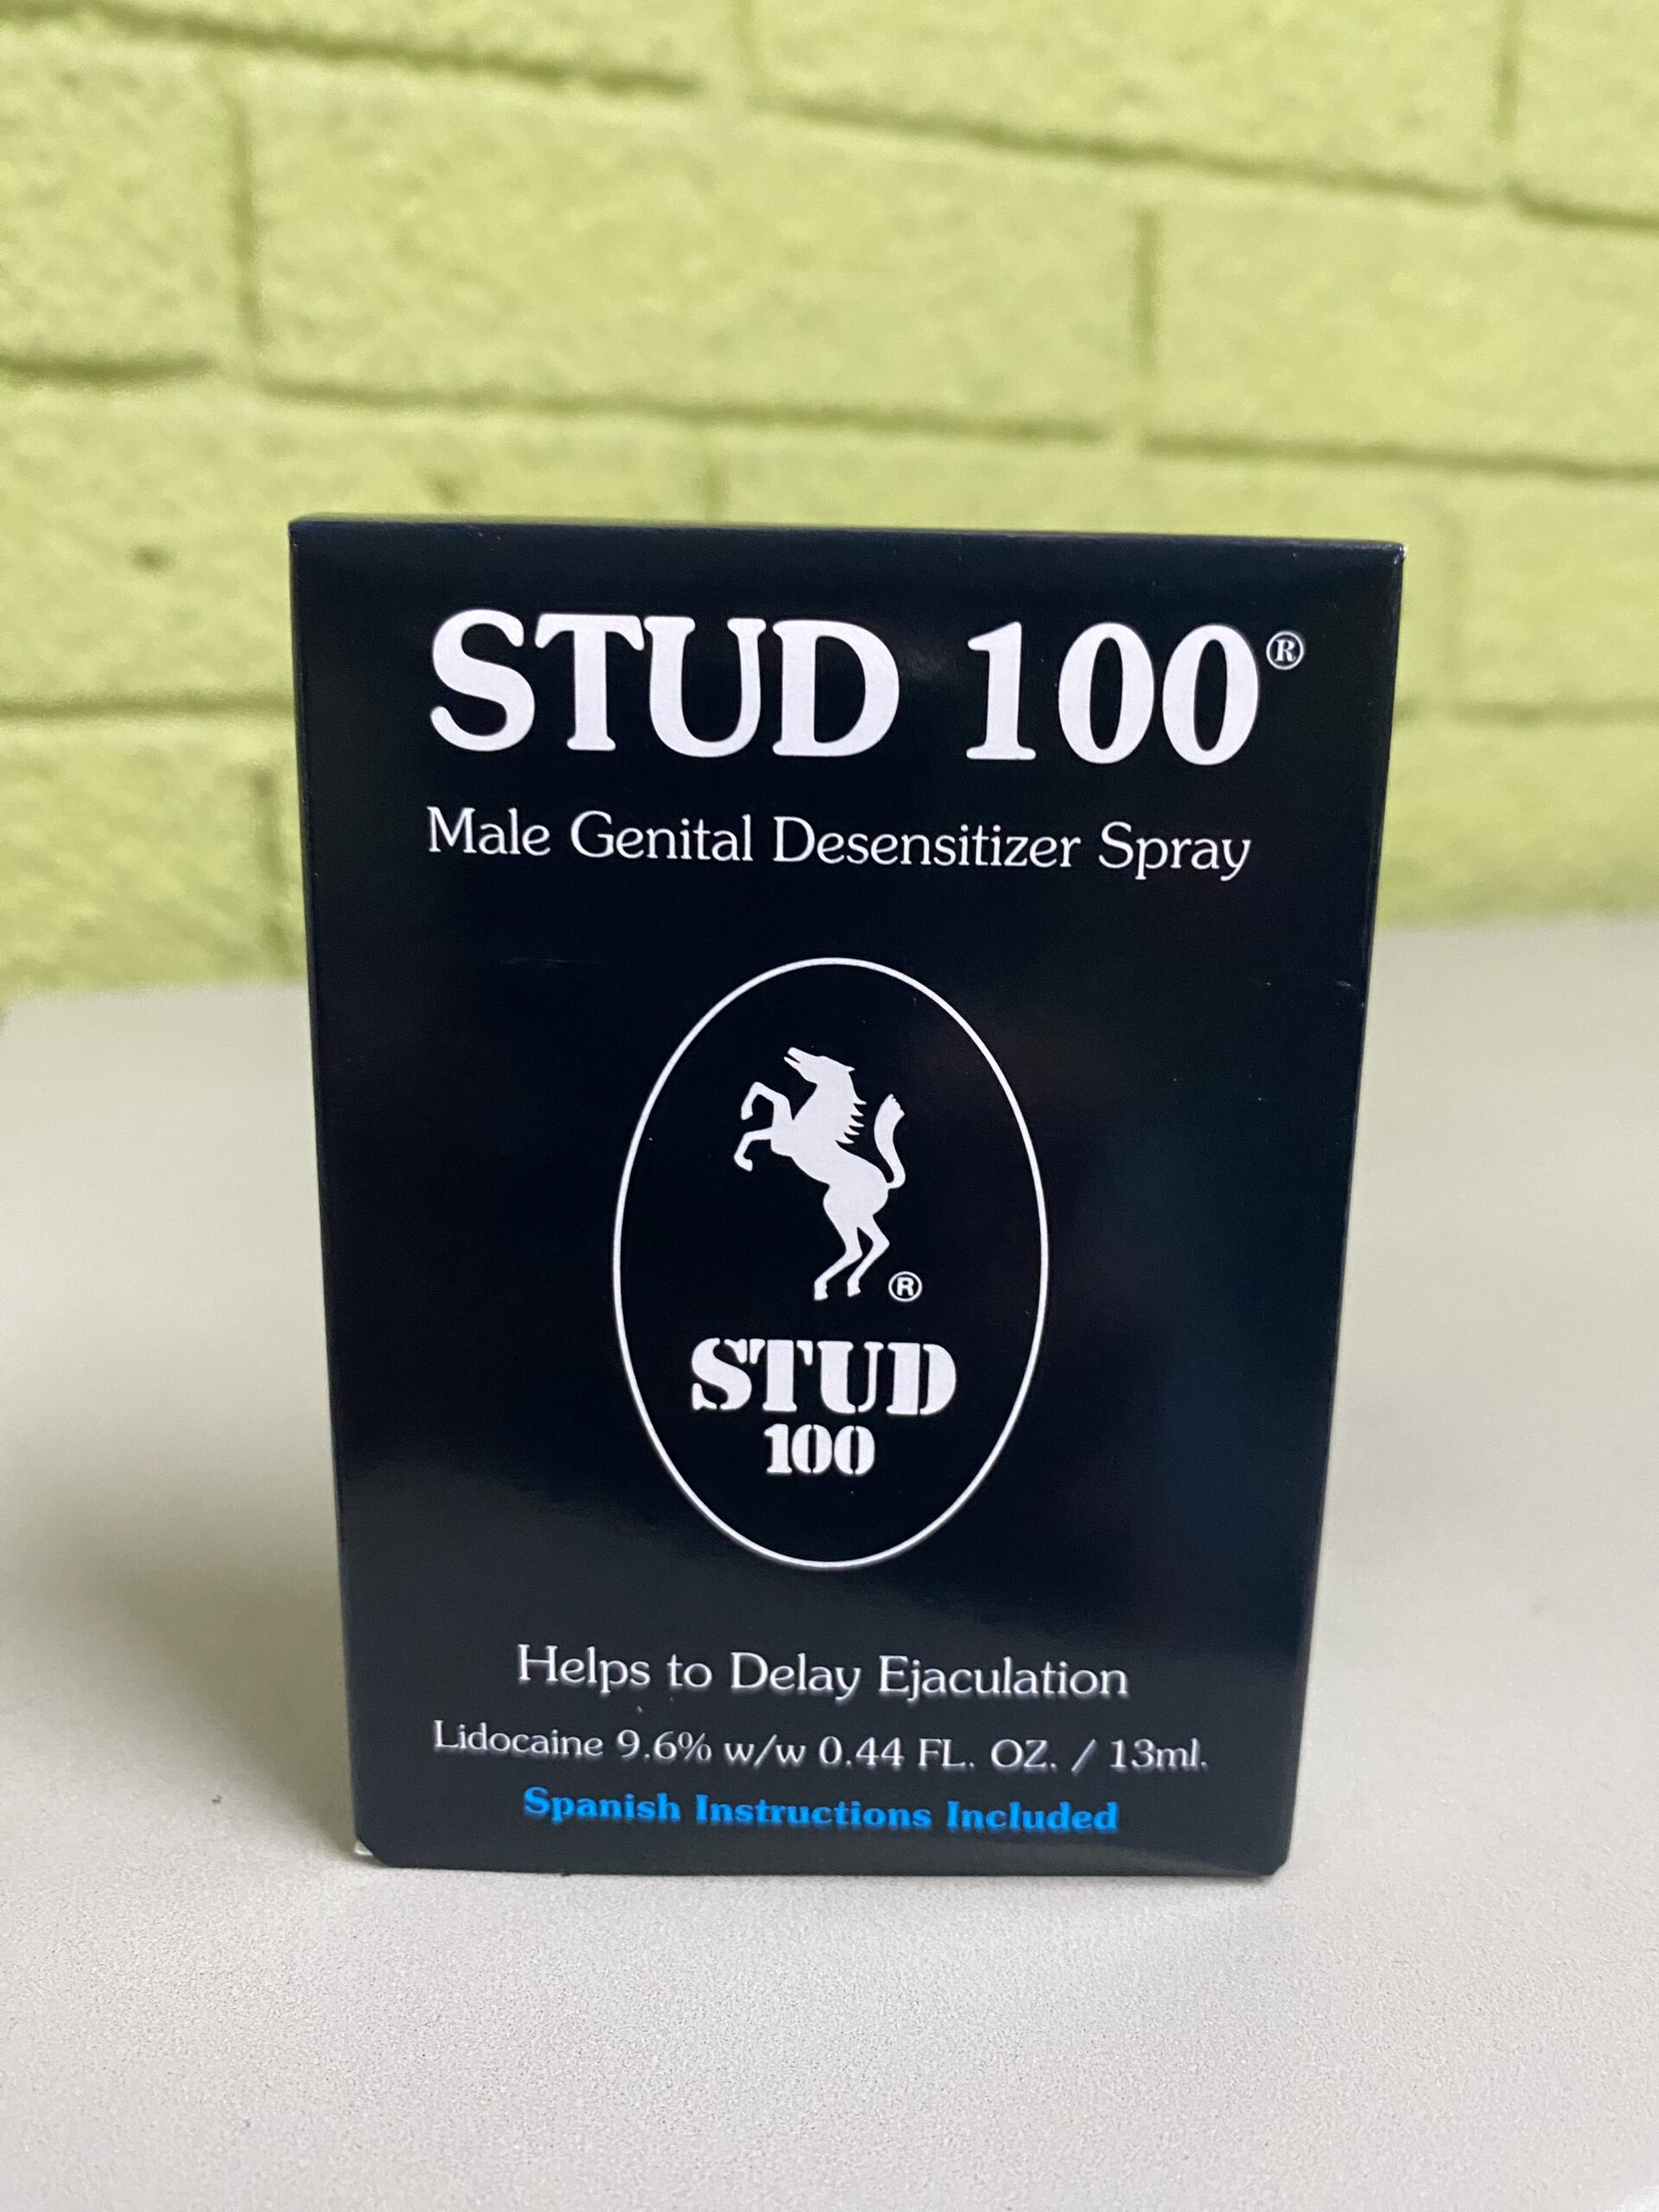 STUD 100®
Male Genital Desensitizer Spray
®
STUD
100
Helps to Delay Ejaculation
Lidocaine 9.6% w/w 0.44 FL. OZ. / 13ml.
Spanish Instructions Included